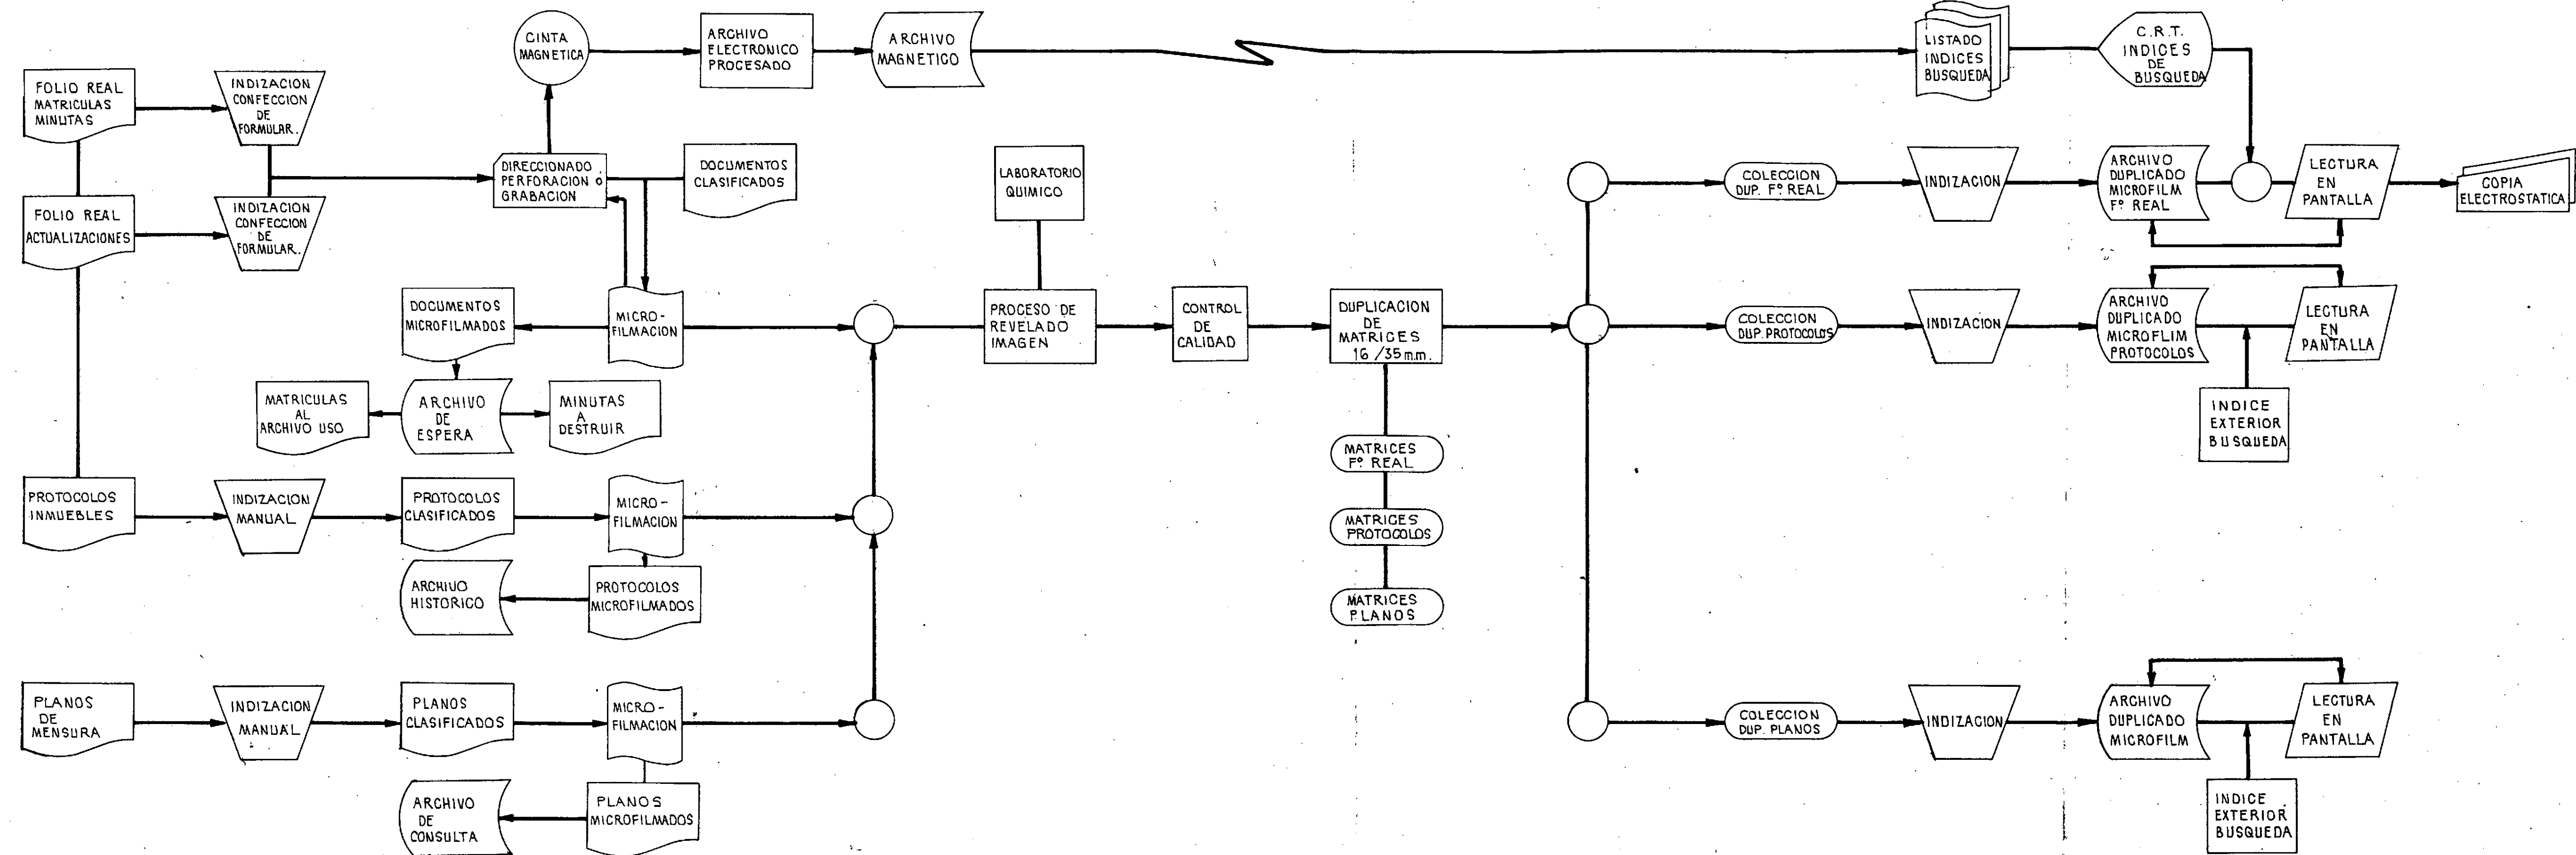 CINTA
MAGNETICA
ARCHIVO
ELECTRONICO
PROCESADO
ARCHIVO
MAGNETICO
LISTADO
INDICES
BUSQUEDA
C.R.T.
INDICES
DE
BUSQUEDA
FOLIO REAL
MATRICULAS
MINUTAS
INDIZACION
CONFECCION
DE
FORMULAR.
DIRECCIONADO
PERFORACION O
GRABACION
DOCUMENTOS
CLASIFICADOS
LABORATORIO
QUIMICO
COLECCION
DUP. Fº REAL
INDIZACION
ARCHIVO
DUPLICADO
MICROFILM
Fº REAL
LECTURA
EN
PANTALLA
COPIA
ELECTROSTATICA
FOLIO REAL
ACTUALIZACIONES
INDIZACION
CONFECCION
DE
FORMULAR.
DOCUMENTOS
MICROFILMADOS
MICRO-
FILMACION
PROCESO DE
REVELADO
IMAGEN
CONTROL
DE
CALIDAD
DUPLICACION
DE
MATRICES
16/35 m.m.
COLECCION
DUP. PROTOCOLOS
INDIZACION
ARCHIVO
DUPLICADO
MICROFLIM
PROTOCOLOS
LECTURA
EN
PANTALLA
MATRICULAS
AL
ARCHIVO USO
ARCHIVO
DE
ESPERA
MINUTAS
A
DESTRUIR
INDICE
EXTERIOR
BUSQUEDA
MATRICES
Fº REAL
PROTOCOLOS
INMUEBLES
INDIZACION
MANUAL
PROTOCOLOS
CLASIFICADOS
MICRO-
FILMACION
MATRICES
PROTOCOLOS
ARCHIVO
HISTORICO
PROTOCOLOS
MICROFILMADOS
MATRICES
PLANOS
PLANOS
DE
MENSURA
INDIZACION
MANUAL
PLANOS
CLASIFICADOS
MICRO-
FILMACION
COLECCION
DUP. PLANOS
INDIZACION
ARCHIVO
DUPLICADO
MICROFILM
LECTURA
EN
PANTALLA
ARCHIVO
DE
CONSULTA
PLANOS
MICROFILMADOS
INDICE
EXTERIOR
BUSQUEDA